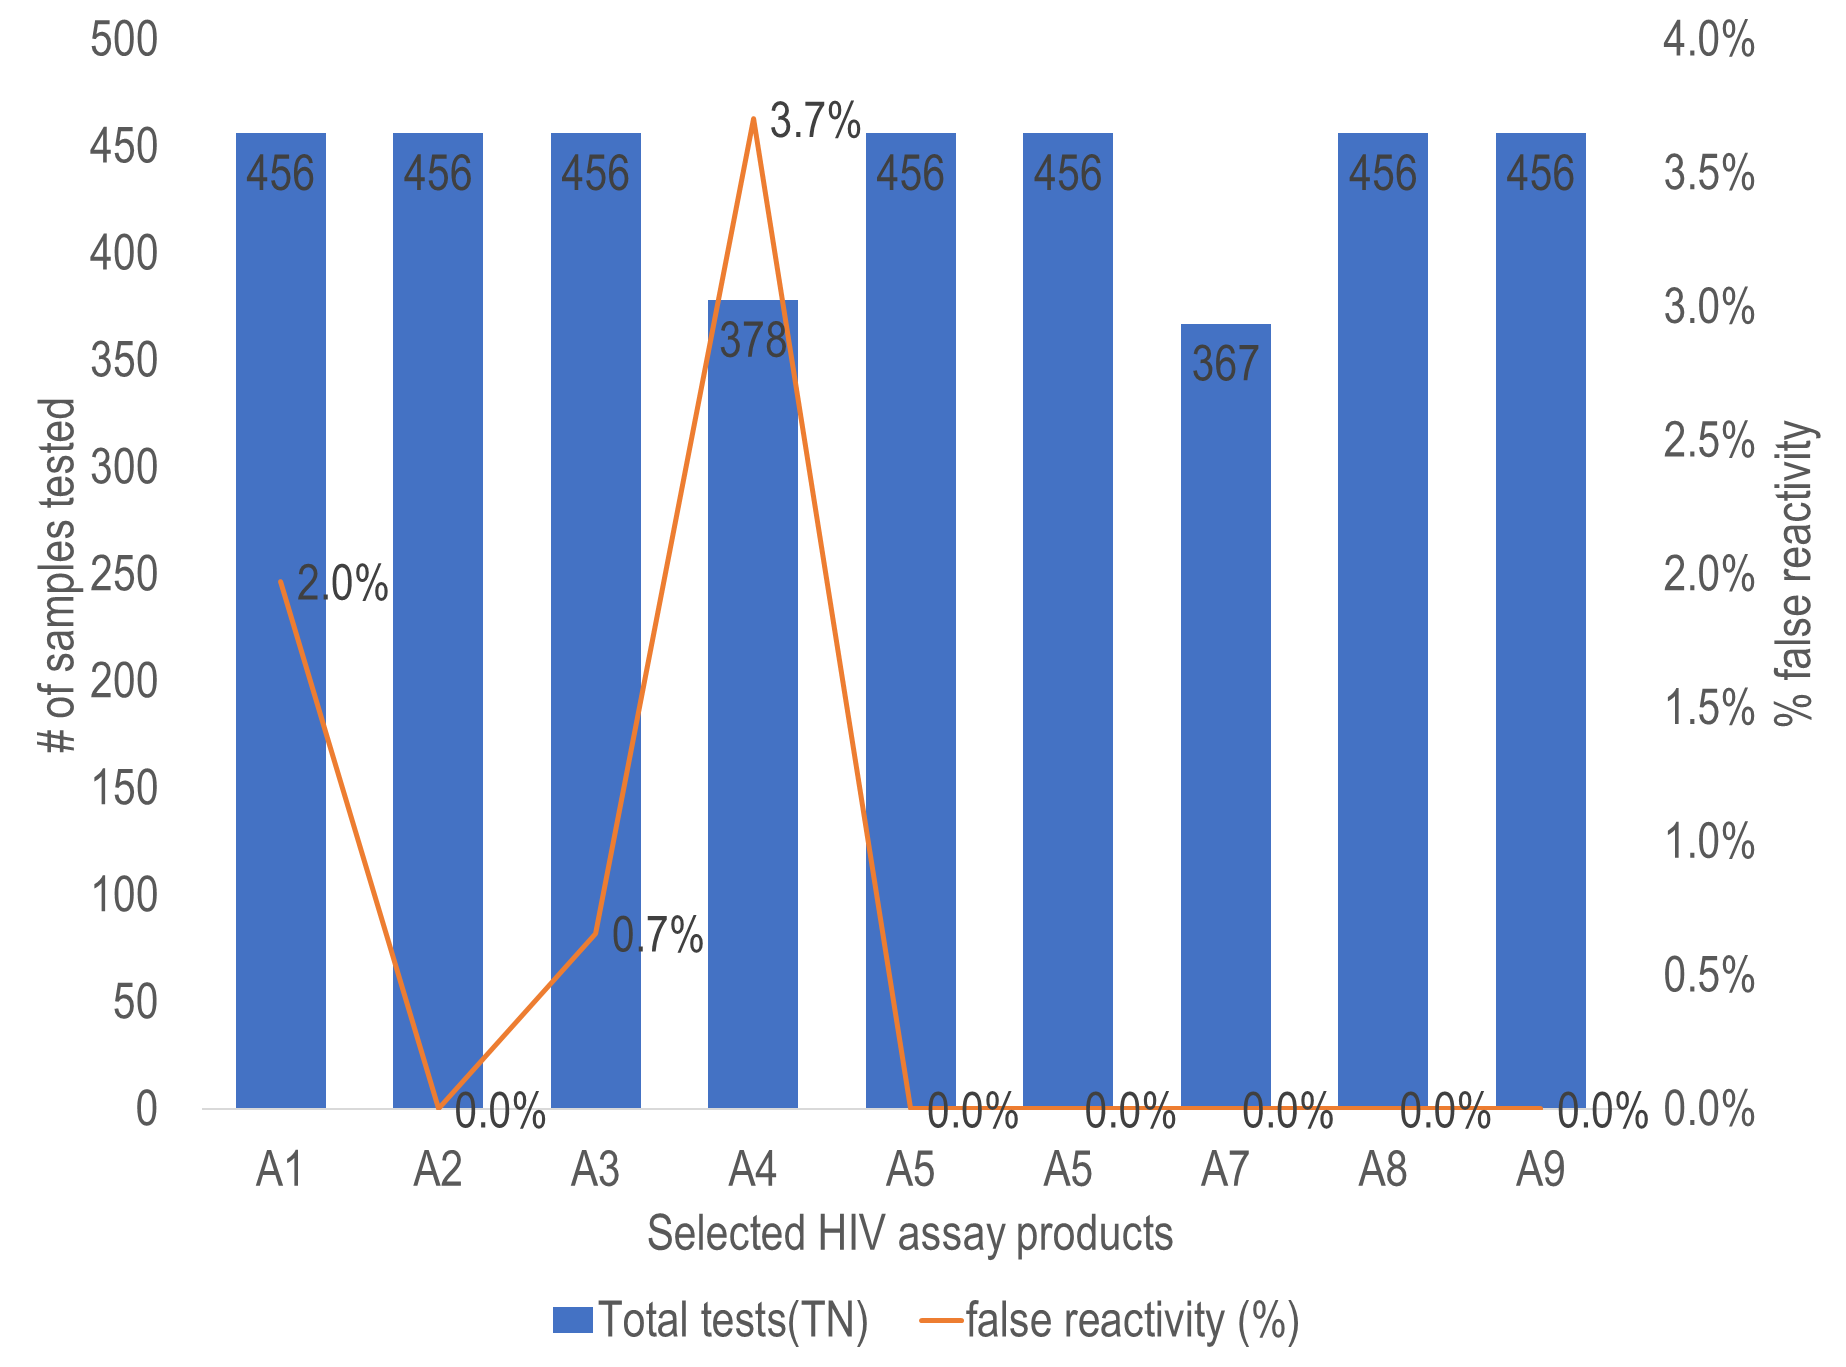 500
450
400
350
300
250
200
150
100
50
0
# of samples tested
4.0%
3.5%
3.0%
2.5%
2.0%
1.5%
1.0%
0.5%
0.0%
% false reactivity
456
456
456
378
456
456
367
456
456
2.0%
0.0%
0.7%
3.7%
0.0%
0.0%
0.0%
0.0%
0.0%
A1
A2
A3
A4
A5
A5
A7
A8
A9
Selected HIV assay products
Total tests(TN)
false reactivity (%)